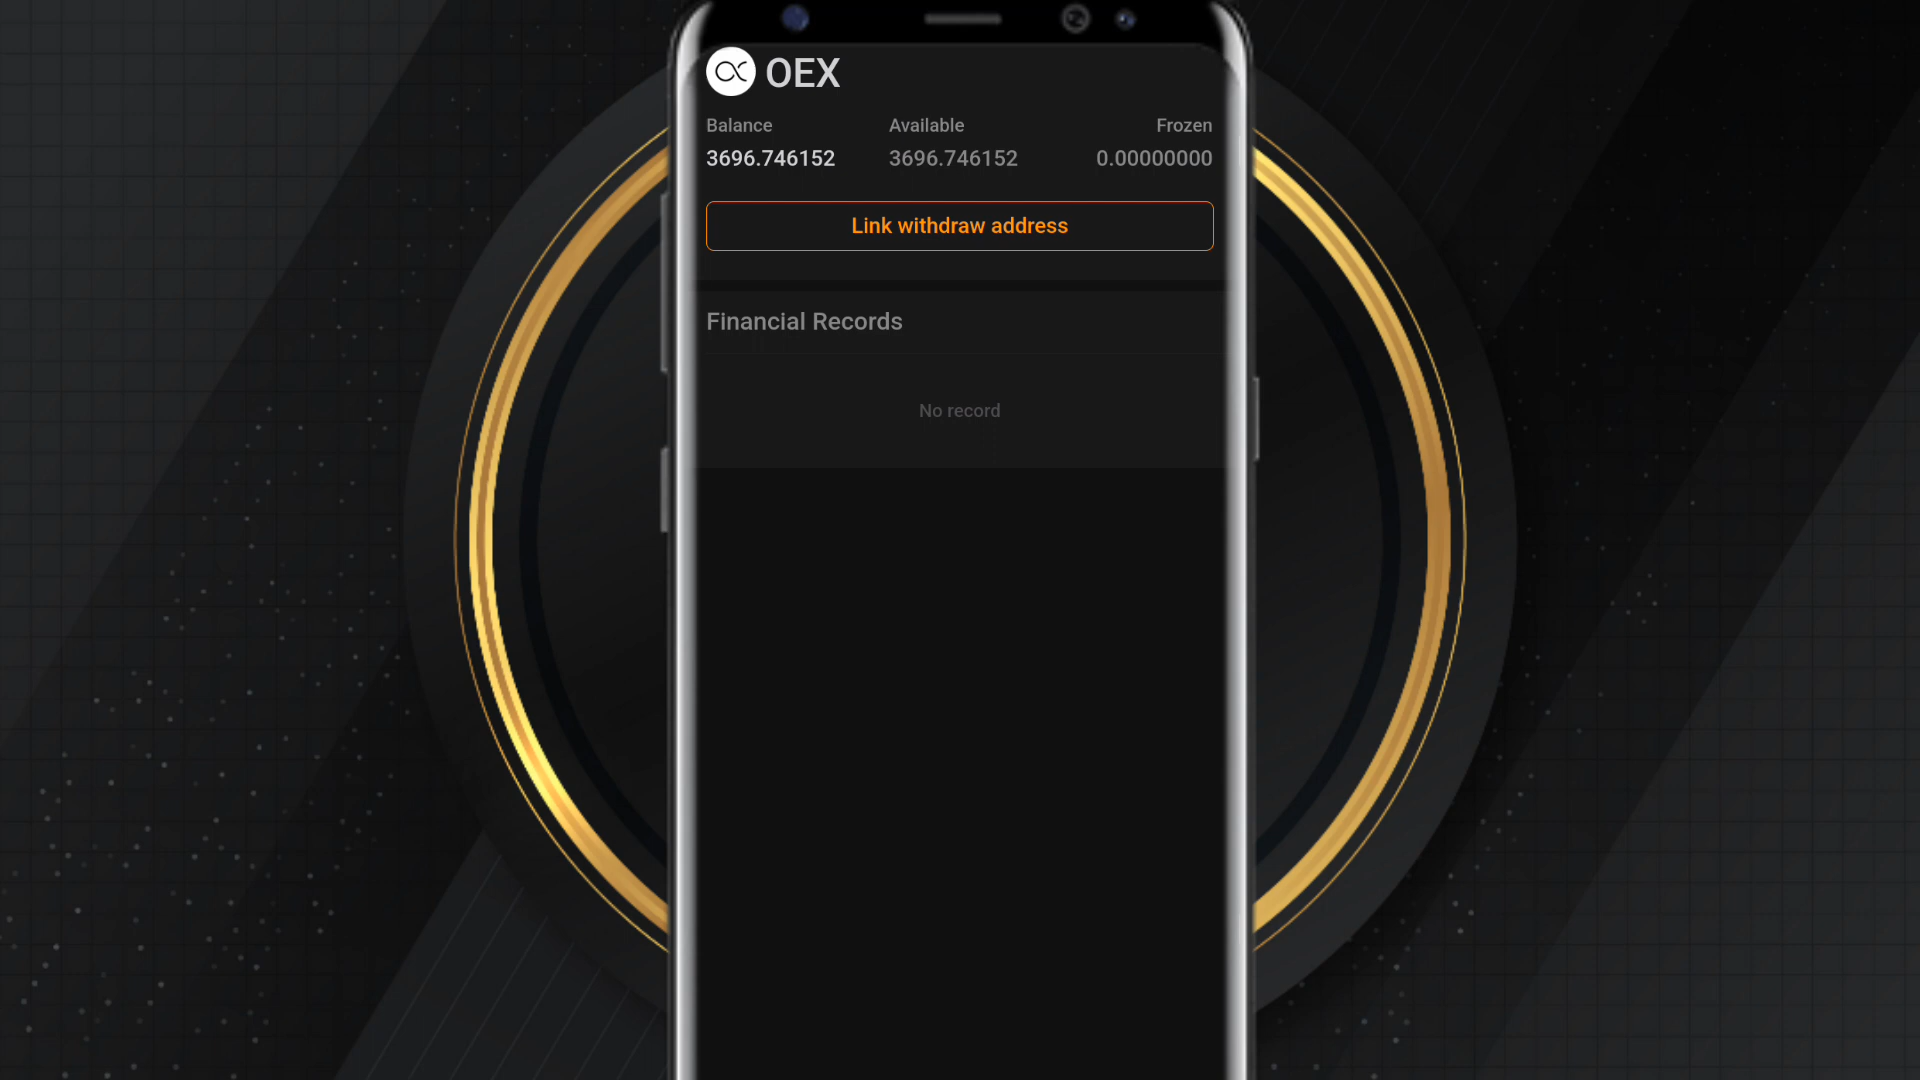 OEX
Balance Available Frozen
3696.746152 3696.746152 0.00000000
Link withdraw address
Financial Records
No record